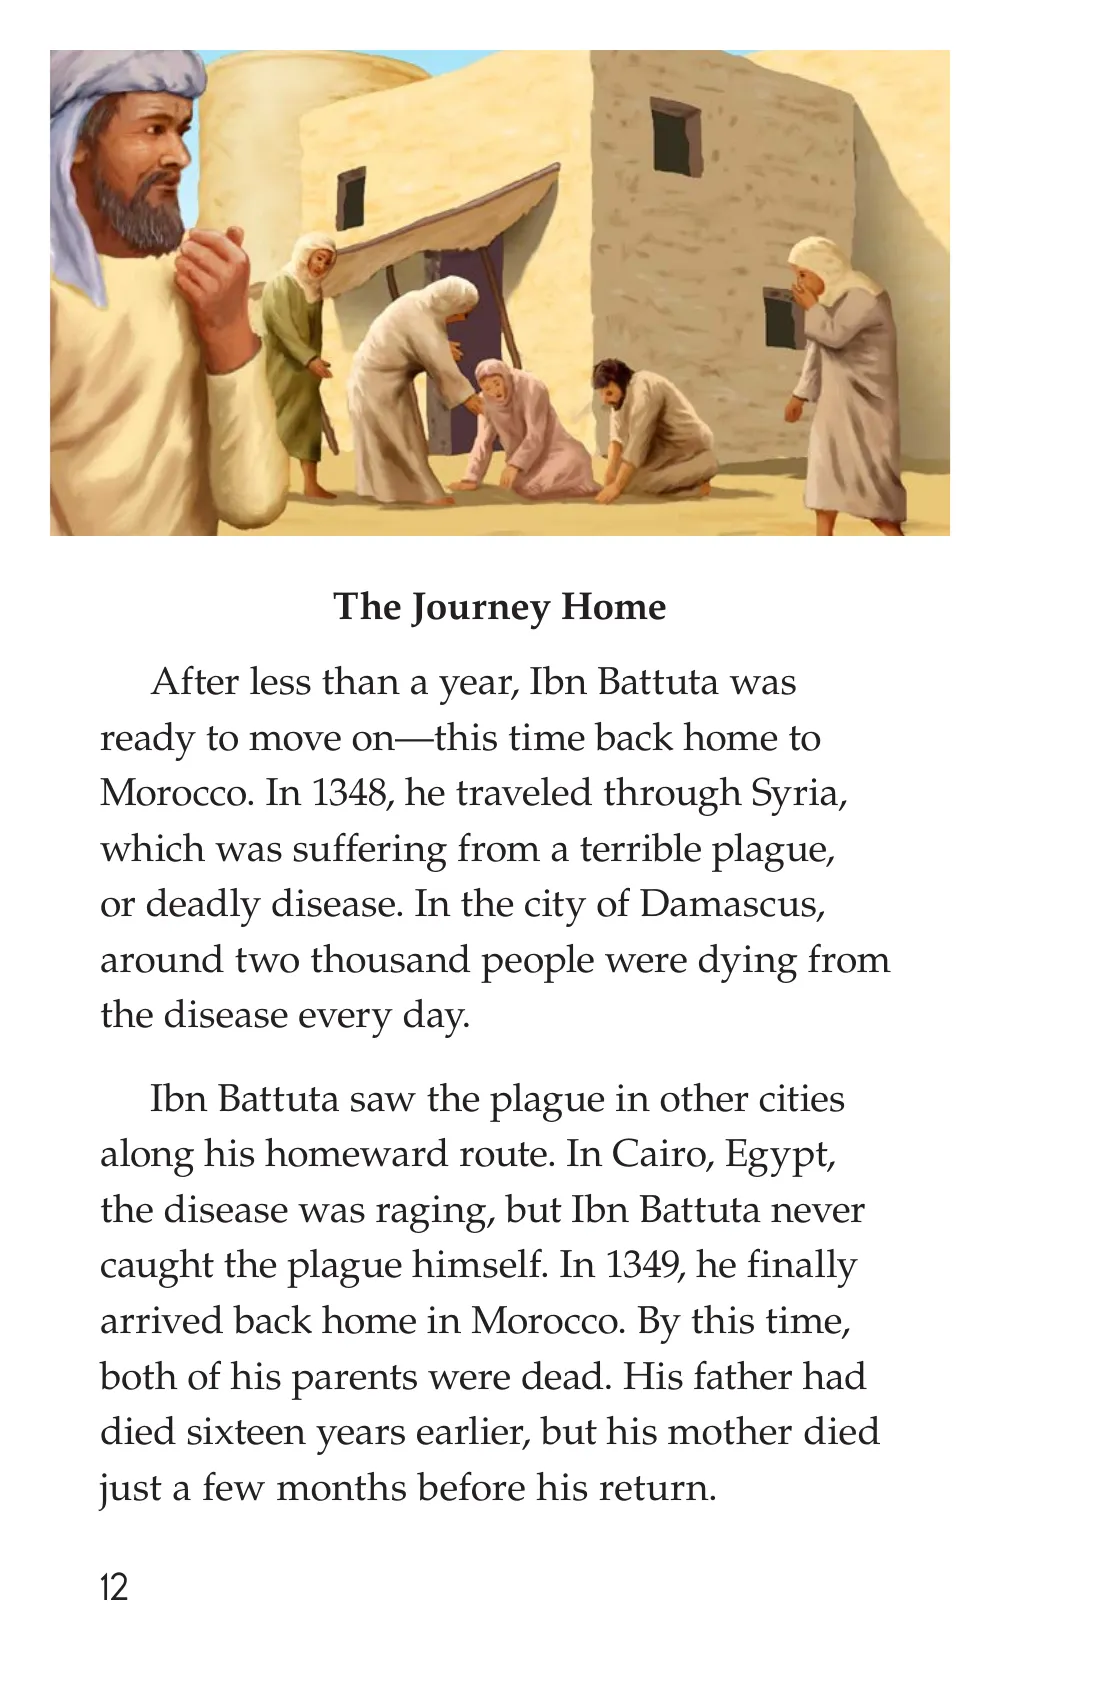 The Journey Home
After less than a year, Ibn Battuta was
ready to move on—this time back home to
Morocco. In 1348, he traveled through Syria,
which was suffering from a terrible plague,
or deadly disease. In the city of Damascus,
around two thousand people were dying from
the disease every day.
Ibn Battuta saw the plague in other cities
along his homeward route. In Cairo, Egypt,
the disease was raging, but Ibn Battuta never
caught the plague himself. In 1349, he finally
arrived back home in Morocco. By this time,
both of his parents were dead. His father had
died sixteen years earlier, but his mother died
just a few months before his return.
12